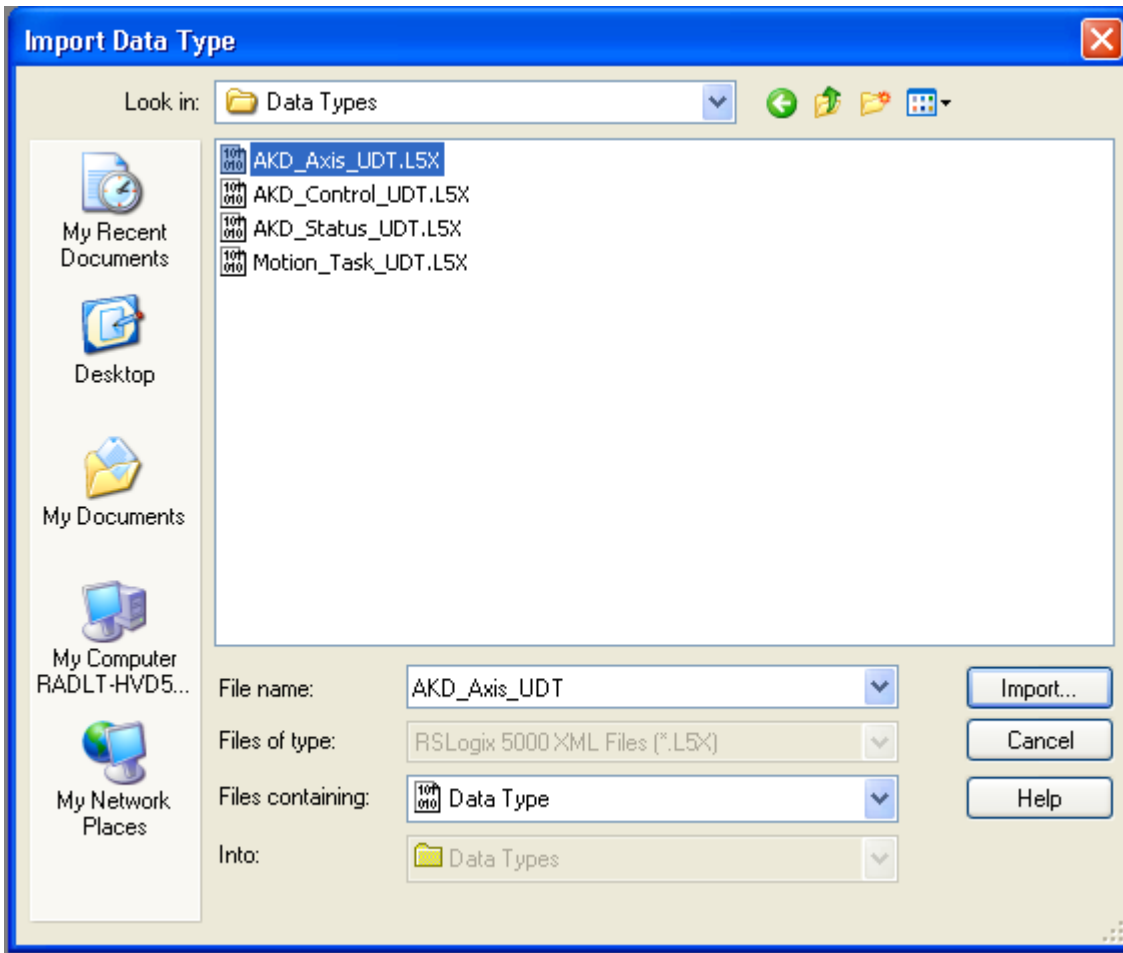 Import Data Type
Look in:
Data Types
AKD_Axis_UDT.L5X
AKD_Control_UDT.L5X
AKD_Status_UDT.L5X
Motion_Task_UDT.L5X
My Recent
Documents
Desktop
My Documents
My Computer
RADLT-HVD5...
My Network
Places
File name:
AKD_Axis_UDT
Import...
Files of type:
RSLogix 5000 XML Files (*.L5X)
Cancel
Files containing:
Data Type
Help
Into:
Data Types